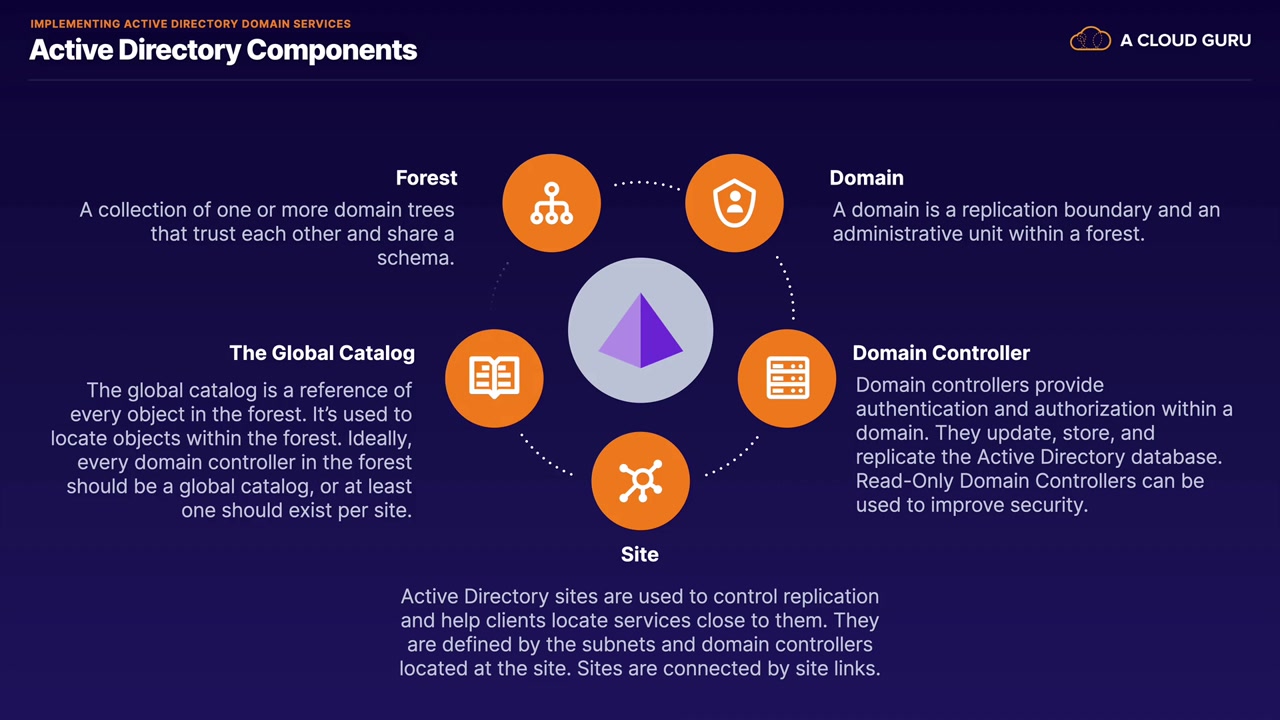 IMPLEMENTING ACTIVE DIRECTORY DOMAIN SERVICES
Active Directory Components
A CLOUD GURU
Forest
A collection of one or more domain trees
that trust each other and share a
schema.
Domain
A domain is a replication boundary and an
administrative unit within a forest.
The Global Catalog
The global catalog is a reference of
every object in the forest. It’s used to
locate objects within the forest. Ideally,
every domain controller in the forest
should be a global catalog, or at least
one should exist per site.
Domain Controller
Domain controllers provide
authentication and authorization within a
domain. They update, store, and
replicate the Active Directory database.
Read-Only Domain Controllers can be
used to improve security.
Site
Active Directory sites are used to control replication
and help clients locate services close to them. They
are defined by the subnets and domain controllers
located at the site. Sites are connected by site links.